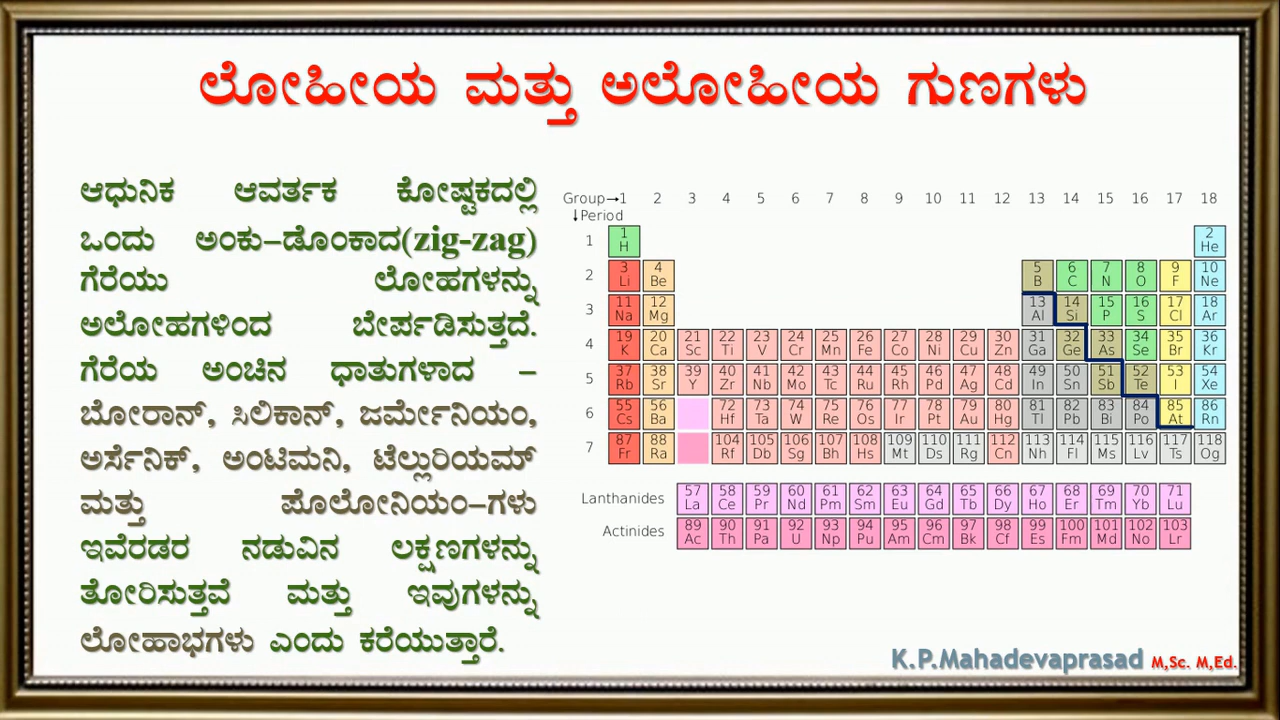 ಲೋಹೀಯ ಮತ್ತು ಅಲೋಹೀಯ ಗುಣಗಳು
ಆಧುನಿಕ ಆವರ್ತಕ ಕೋಷ್ಟಕದಲ್ಲಿ
ಒಂದು ಅಂಕು–ಡೊಂಕಾದ(zig-zag)
ಗೆರೆಯು ಲೋಹಗಳನ್ನು
ಅಲೋಹಗಳಿಂದ ಬೇರ್ಪಡಿಸುತ್ತದೆ.
ಗೆರೆಯ ಅಂಚಿನ ಧಾತುಗಳಾದ –
ಬೋರಾನ್, ಸಿಲಿಕಾನ್, ಜರ್ಮೇನಿಯಂ,
ಅರ್ಸೆನಿಕ್, ಅಂಟಿಮನಿ, ಟೆಲ್ಲುರಿಯಮ್
ಮತ್ತು ಪೊಲೋನಿಯಂ–ಗಳು
ಇವೆರಡರ ನಡುವಿನ ಲಕ್ಷಣಗಳನ್ನು
ತೋರಿಸುತ್ತವೆ ಮತ್ತು ಇವುಗಳನ್ನು
ಲೋಹಾಭಗಳು ಎಂದು ಕರೆಯುತ್ತಾರೆ.
Group→1 2 3 4 5 6 7 8 9 10 11 12 13 14 15 16 17 18
↓Period
1 1 2
H He
2 3 4 5 6 7 8 9 10
Li Be B C N O F Ne
3 11 12 13 14 15 16 17 18
Na Mg Al Si P S Cl Ar
4 19 20 21 22 23 24 25 26 27 28 29 30 31 32 33 34 35 36
K Ca Sc Ti V Cr Mn Fe Co Ni Cu Zn Ga Ge As Se Br Kr
5 37 38 39 40 41 42 43 44 45 46 47 48 49 50 51 52 53 54
Rb Sr Y Zr Nb Mo Tc Ru Rh Pd Ag Cd In Sn Sb Te I Xe
6 55 56 72 73 74 75 76 77 78 79 80 81 82 83 84 85 86
Cs Ba Hf Ta W Re Os Ir Pt Au Hg Tl Pb Bi Po At Rn
7 87 88 104 105 106 107 108 109 110 111 112 113 114 115 116 117 118
Fr Ra Rf Db Sg Bh Hs Mt Ds Rg Cn Nh Fl Ms Lv Ts Og
Lanthanides 57 58 59 60 61 62 63 64 65 66 67 68 69 70 71
La Ce Pr Nd Pm Sm Eu Gd Tb Dy Ho Er Tm Yb Lu
Actinides 89 90 91 92 93 94 95 96 97 98 99 100 101 102 103
Ac Th Pa U Np Pu Am Cm Bk Cf Es Fm Md No Lr
K.P.Mahadevaprasad M,Sc. M,Ed.